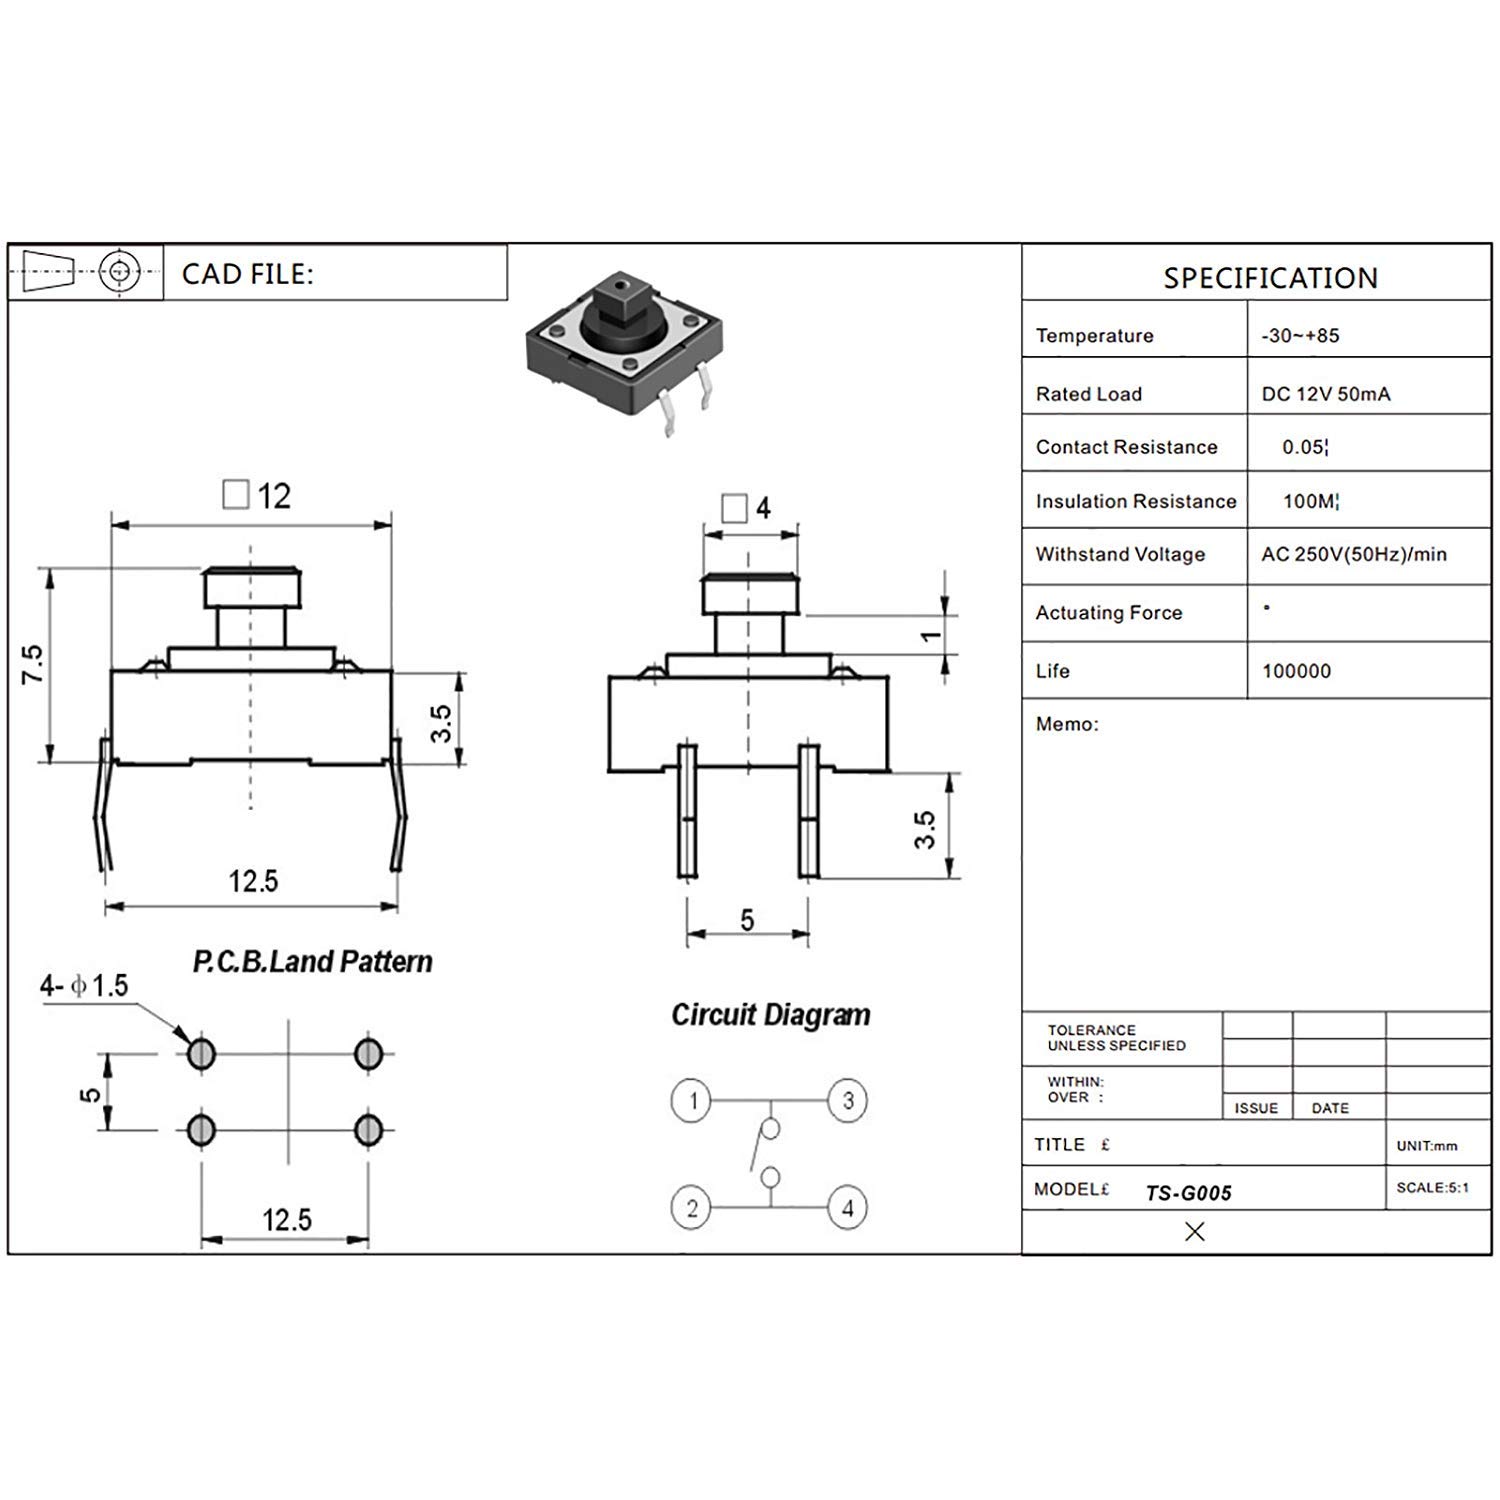 CAD FILE:
□12
7.5
3.5
12.5
□ 4
1
3.5
5
P.C.B.Land Pattern
4-ф1.5
5
12.5
Circuit Diagram
1
3
2
4
SPECIFICATION
Temperature -30~+85
Rated Load DC 12V 50mA
Contact Resistance 0.05¦
Insulation Resistance 100M¦
Withstand Voltage AC 250V(50Hz)/min
Actuating Force °
Life 100000
Memo:
TOLERANCE
UNLESS SPECIFIED
WITHIN:
OVER :
ISSUE DATE
TITLE £ UNIT:mm
MODEL£ TS-G005 SCALE:5:1